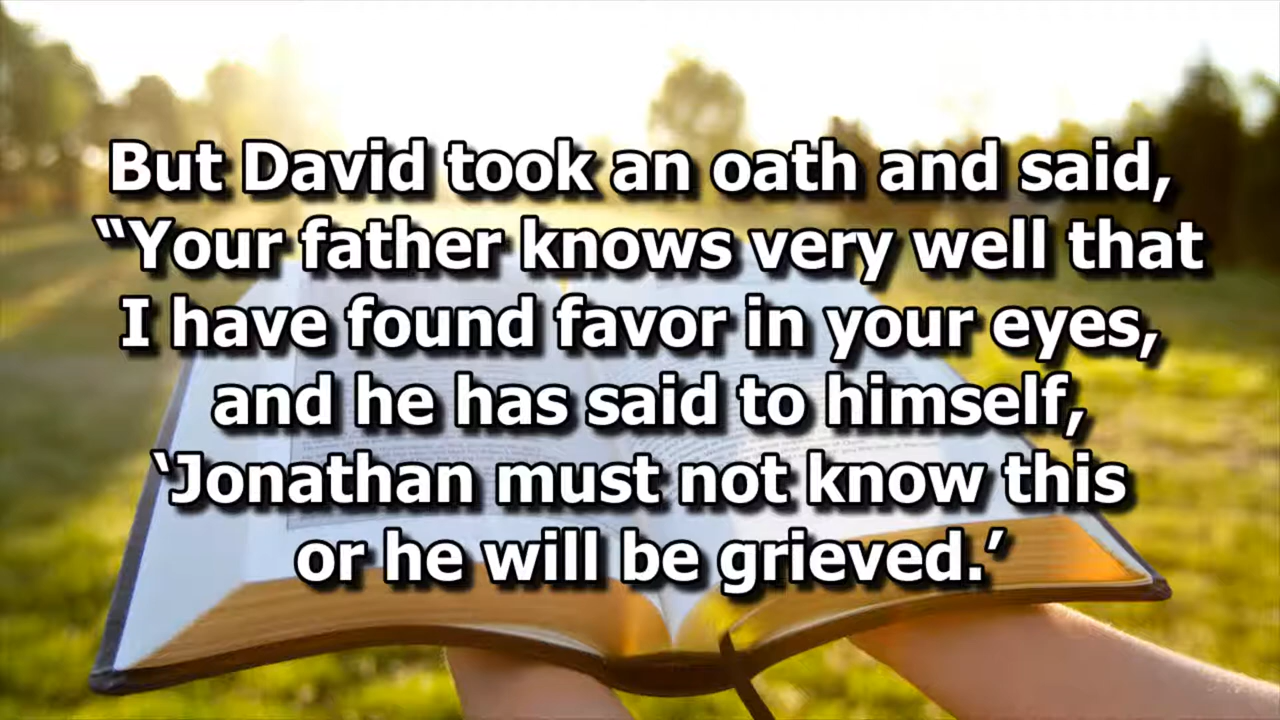 But David took an oath and said,
“Your father knows very well that
I have found favor in your eyes,
and he has said to himself,
‘Jonathan must not know this
or he will be grieved.’